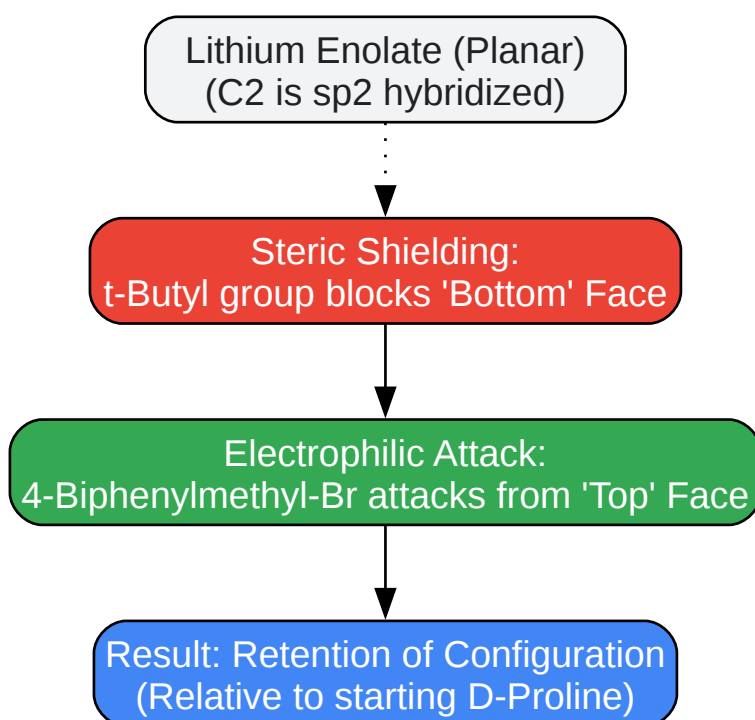 Lithium Enolate (Planar)
(C2 is sp2 hybridized)
Steric Shielding:
t-Butyl group blocks 'Bottom' Face
Electrophilic Attack:
4-Biphenylmethyl-Br attacks from 'Top' Face
Result: Retention of Configuration
(Relative to starting D-Proline)